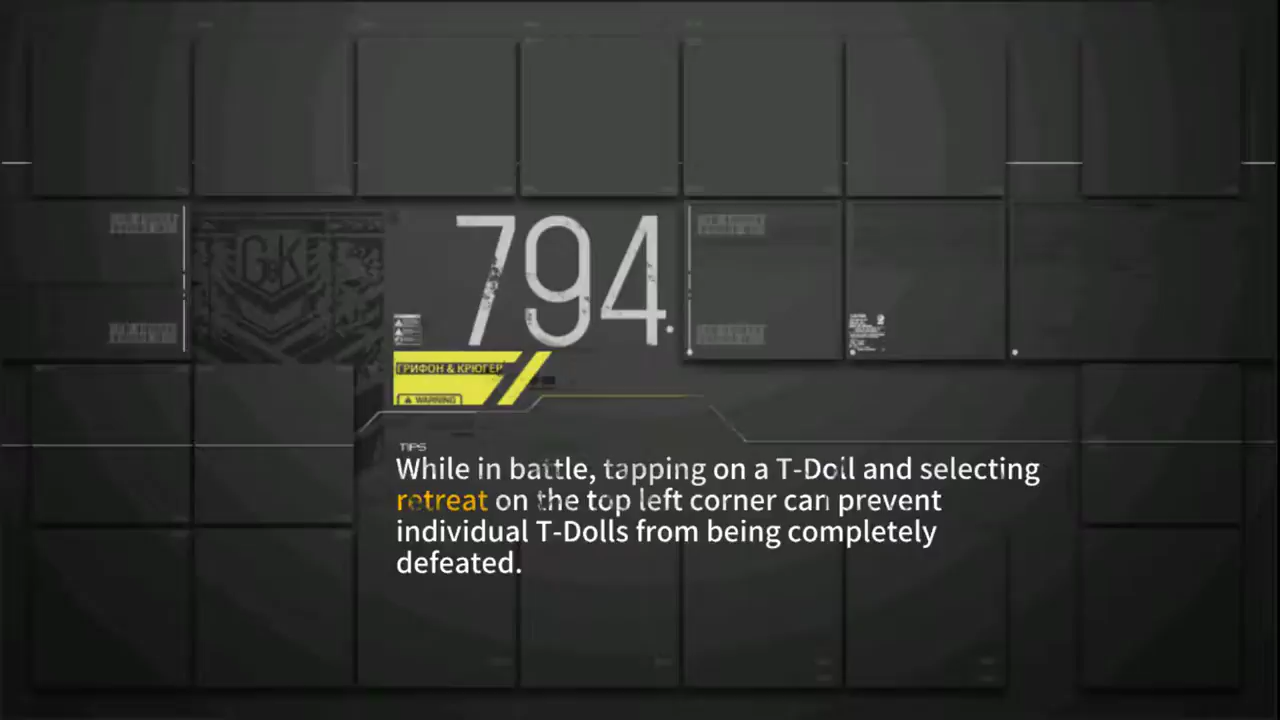 G&K
794.
ГРИФОН & КРЮГЕР
WARNING
TIPS
While in battle, tapping on a T-Doll and selecting
retreat on the top left corner can prevent
individual T-Dolls from being completely
defeated.